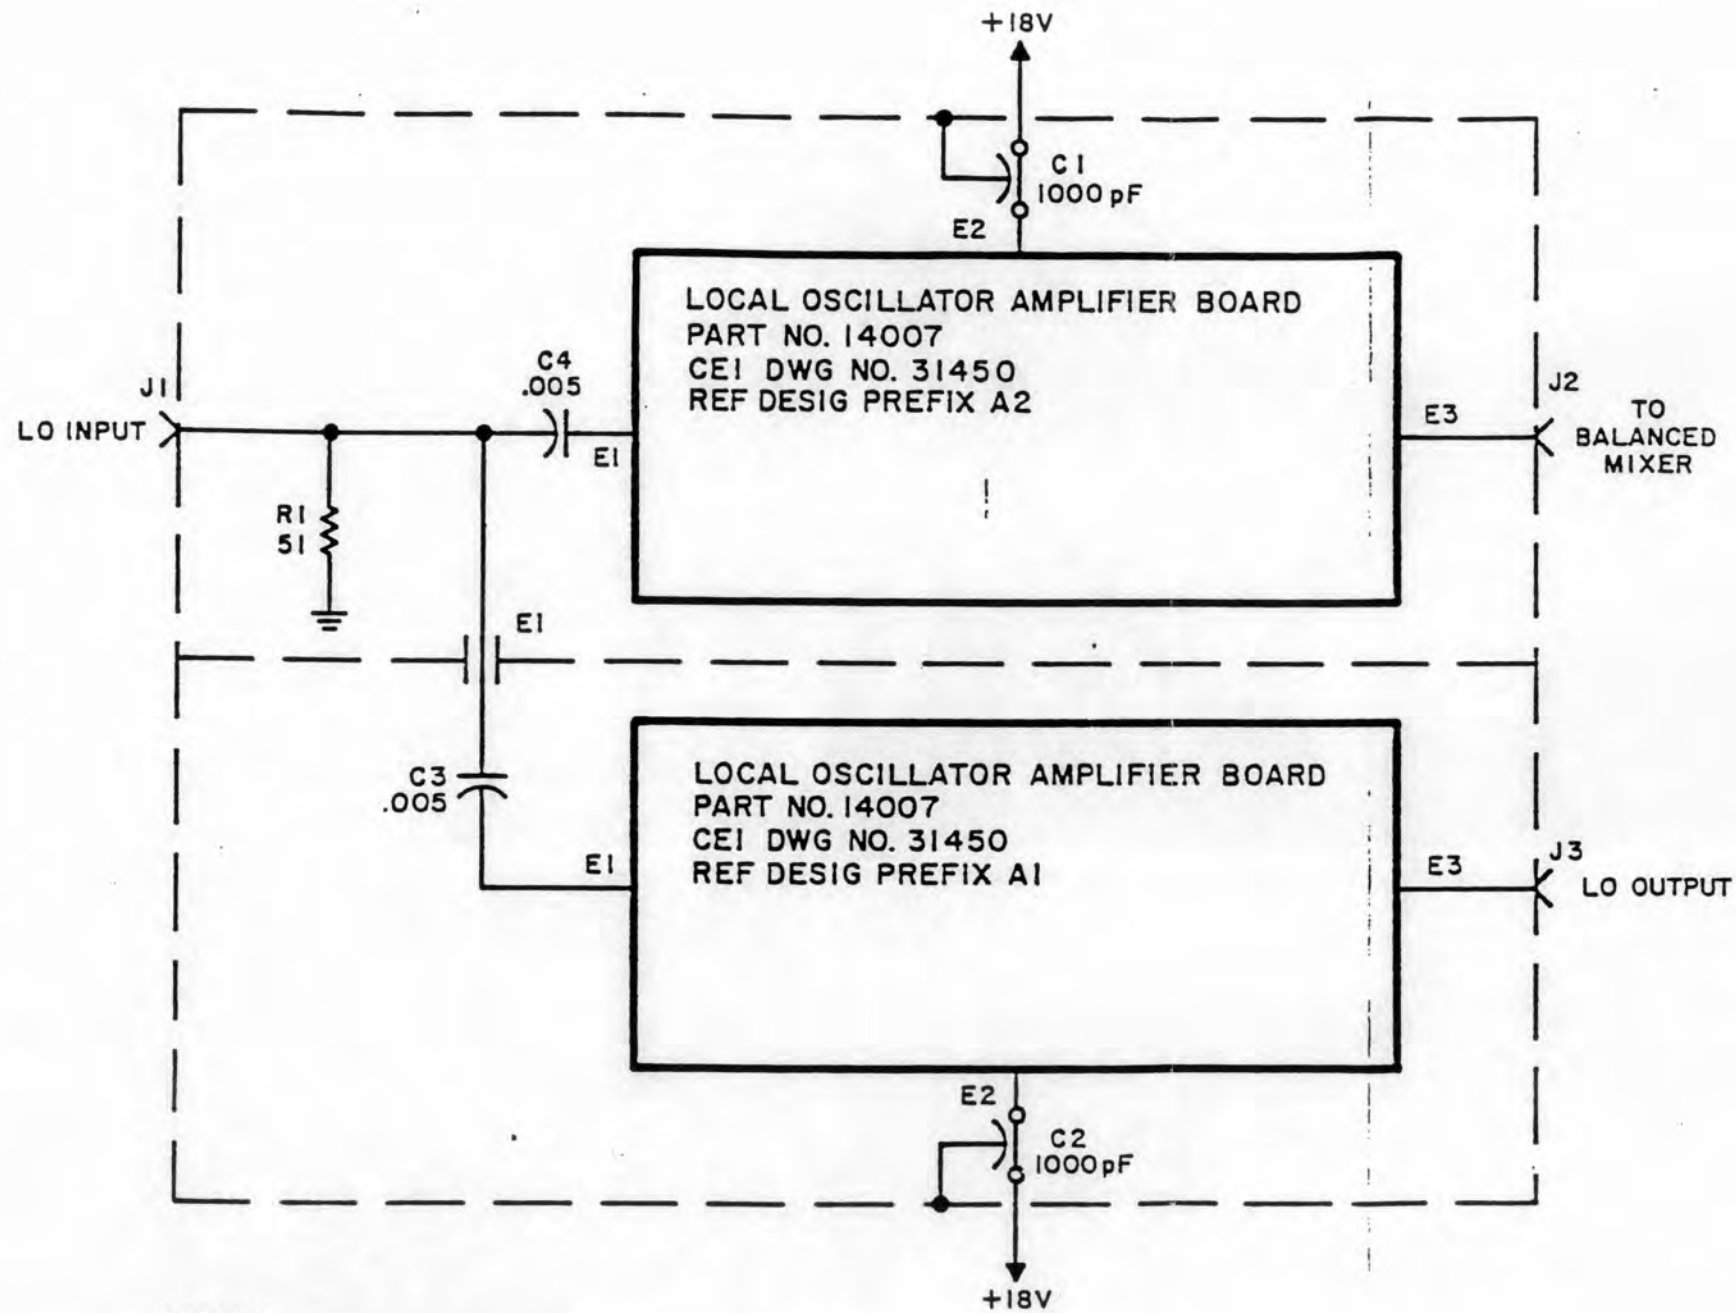 +18V
C1
1000pF
E2
LOCAL OSCILLATOR AMPLIFIER BOARD
PART NO. 14007
CEI DWG NO. 31450
REF DESIG PREFIX A2
C4
.005
J1
LO INPUT
E1
E3
J2
TO
BALANCED
MIXER
R1
51
E1
LOCAL OSCILLATOR AMPLIFIER BOARD
PART NO. 14007
CEI DWG NO. 31450
REF DESIG PREFIX A1
C3
.005
E1
E3
J3
LO OUTPUT
E2
C2
1000pF
+18V